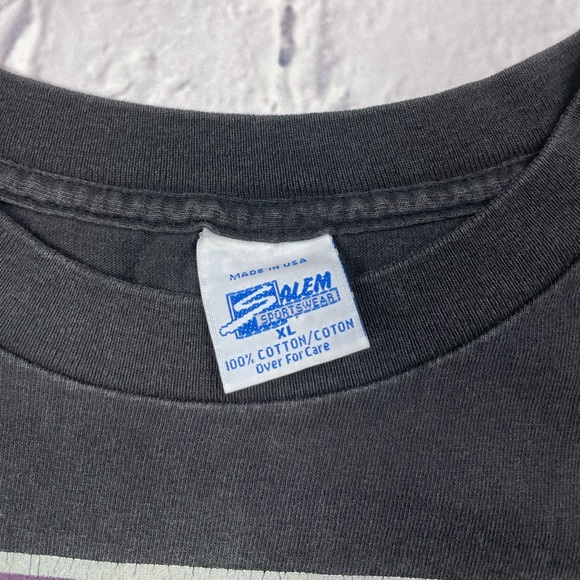 MADE IN USA
SALEM
SPORTSWEAR
XL
100% COTTON/COTON
Over For Care